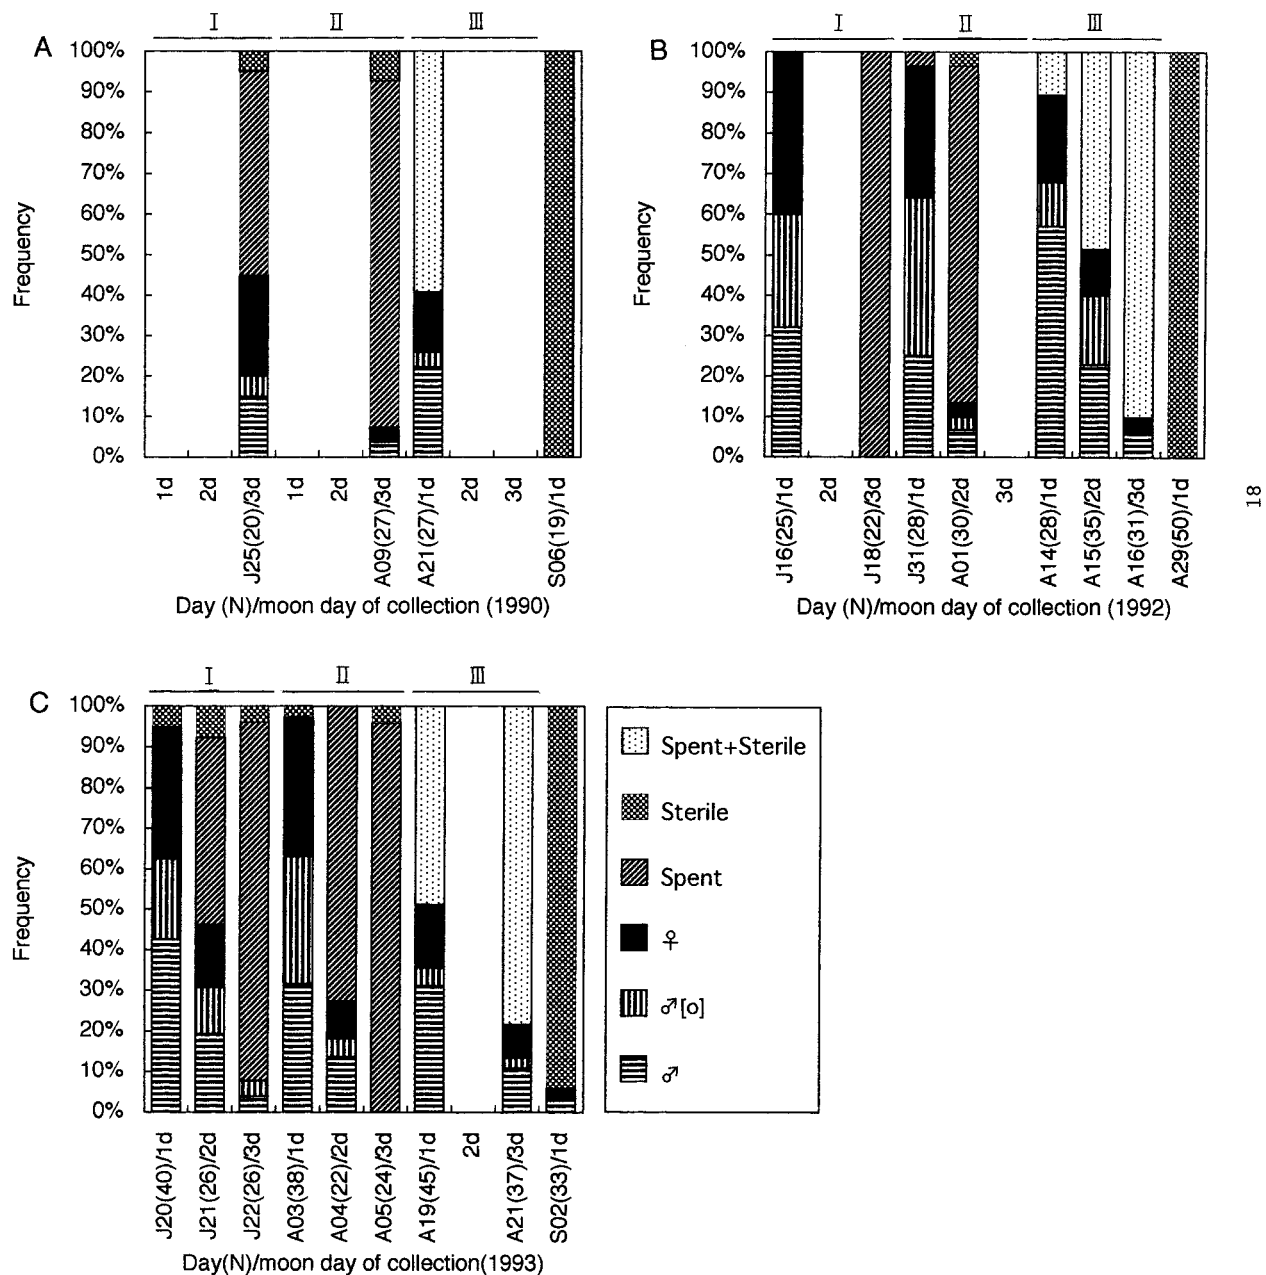 I II III
A
100%
90%
80%
70%
60%
50%
40%
30%
20%
10%
0%
Frequency
1d
2d
J25(20)/3d
1d
2d
A09(27)/3d
A21(27)/1d
2d
3d
S06(19)/1d
Day (N)/moon day of collection (1990)
I II III
B
100%
90%
80%
70%
60%
50%
40%
30%
20%
10%
0%
Frequency
J16(25)/1d
2d
J18(22)/3d
J31(28)/1d
A01(30)/2d
3d
A14(28)/1d
A15(35)/2d
A16(31)/3d
A29(50)/1d
Day (N)/moon day of collection (1992)
18
I II III
C
100%
90%
80%
70%
60%
50%
40%
30%
20%
10%
0%
Frequency
J20(40)/1d
J21(26)/2d
J22(26)/3d
A03(38)/1d
A04(22)/2d
A05(24)/3d
A19(45)/1d
2d
A21(37)/3d
S02(33)/1d
Day(N)/moon day of collection(1993)
Spent+Sterile
Sterile
Spent
♀
♂[o]
♂